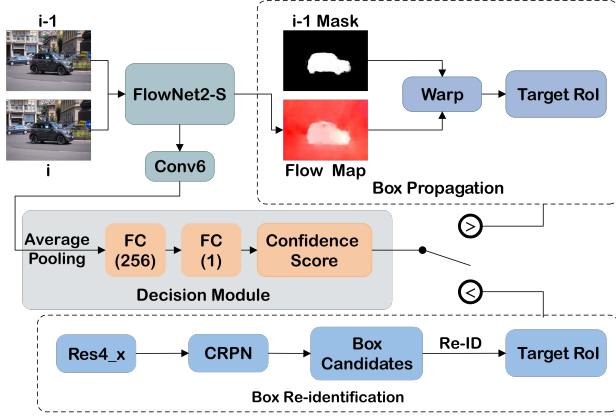 i-1
i
FlowNet2-S
Conv6
i-1 Mask
Flow Map
Warp
Target RoI
Box Propagation
Average
Pooling
FC
(256)
FC
(1)
Confidence
Score
Decision Module
>
<
Res4_x
CRPN
Box
Candidates
Re-ID
Target RoI
Box Re-identification